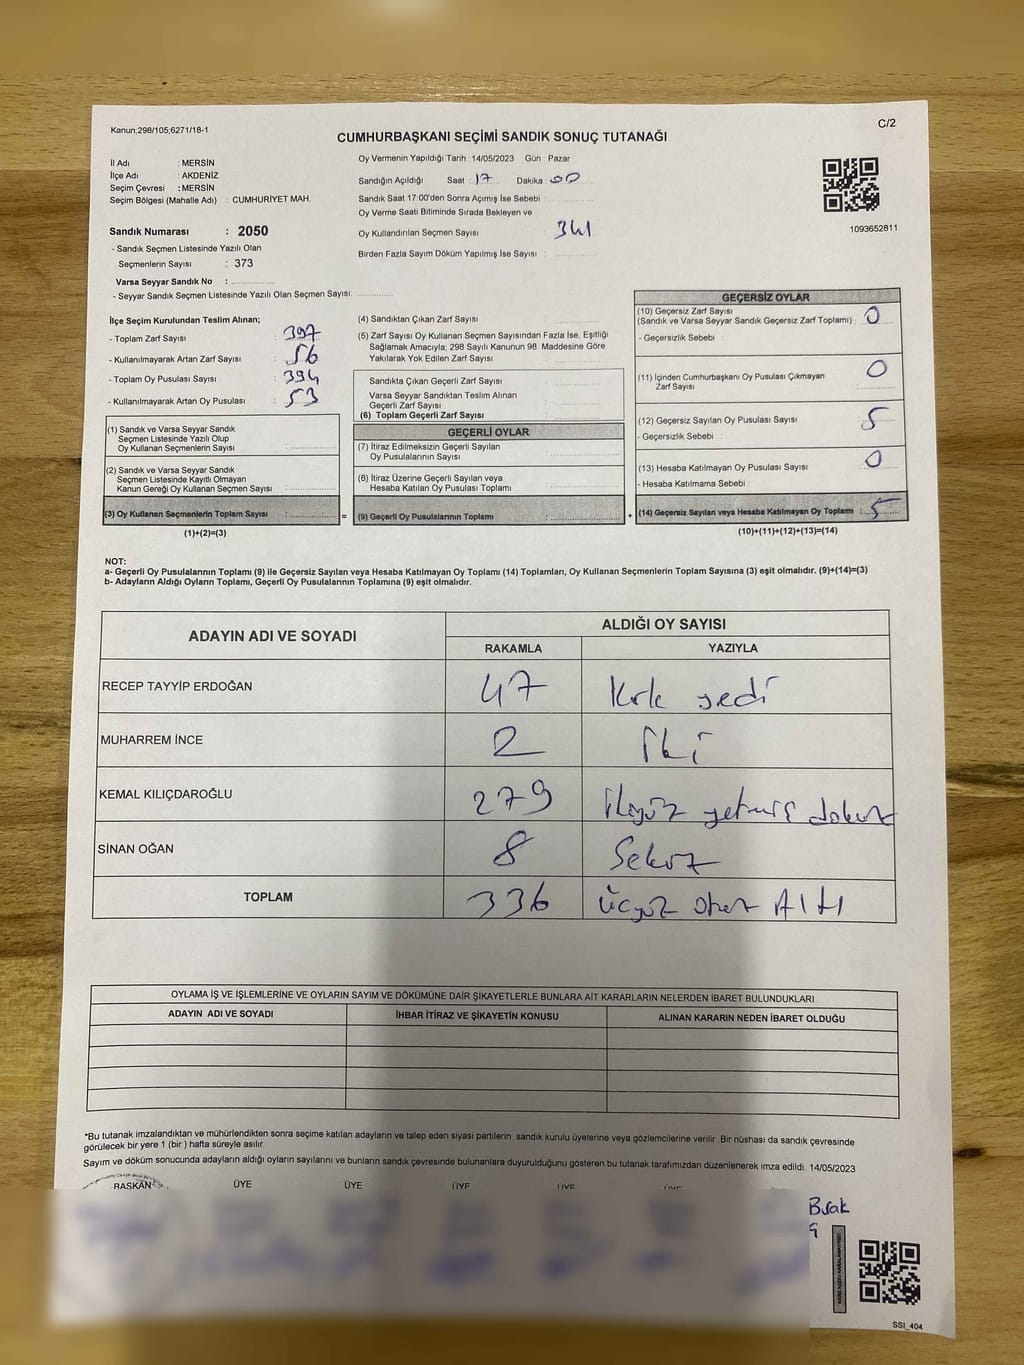 Kanun;298/105,6271/18-1
C/2
CUMHURBAŞKANI SEÇİMİ SANDIK SONUÇ TUTANAĞI
İl Adı : MERSİN
İlçe Adı : AKDENİZ
Seçim Çevresi : MERSİN
Seçim Bölgesi (Mahalle Adı) : CUMHURİYET MAH.
Sandık Numarası : 2050
- Sandık Seçmen Listesinde Yazılı Olan
Seçmenlerin Sayısı : 373
Varsa Seyyar Sandık No :
- Seyyar Sandık Seçmen Listesinde Yazılı Olan Seçmen Sayısı:
Oy Vermenin Yapıldığı Tarih : 14/05/2023 Gün : Pazar
Sandığın Açıldığı Saat : 17 Dakika : 00
Sandık Saat 17:00'den Sonra Açımış İse Sebebi :
Oy Verme Saati Bitiminde Sırada Bekleyen ve
Oy Kullandırılan Seçmen Sayısı 341
Birden Fazla Sayım Döküm Yapılmış İse Sayısı :
1093652811
İlçe Seçim Kurulundan Teslim Alınan;
- Toplam Zarf Sayısı : 397
- Kullanılmayarak Artan Zarf Sayısı : 56
- Toplam Oy Pusulası Sayısı : 394
- Kullanılmayarak Artan Oy Pusulası : 53
(1) Sandık ve Varsa Seyyar Sandık
Seçmen Listesinde Yazılı Olup
Oy Kullanan Seçmenlerin Sayısı :
(2) Sandık ve Varsa Seyyar Sandık
Seçmen Listesinde Kayıtlı Olmayan
Kanun Gereği Oy Kullanan Seçmen Sayısı :
(3) Oy Kullanan Seçmenlerin Toplam Sayısı : =
(1)+(2)=(3)
(4) Sandıktan Çıkan Zarf Sayısı :
(5) Zarf Sayısı Oy Kullanan Seçmen Sayısından Fazla İse, Eşitliği
Sağlamak Amacıyla; 298 Sayılı Kanunun 98. Maddesine Göre
Yakılarak Yok Edilen Zarf Sayısı :
Sandıkta Çıkan Geçerli Zarf Sayısı :
Varsa Seyyar Sandıktan Teslim Alınan
Geçerli Zarf Sayısı :
(6) Toplam Geçerli Zarf Sayısı :
GEÇERLİ OYLAR
(7) İtiraz Edilmeksizin Geçerli Sayılan
Oy Pusulalarının Sayısı :
(8) İtiraz Üzerine Geçerli Sayılan veya
Hesaba Katılan Oy Pusulası Toplamı :
(9) Geçerli Oy Pusulalarının Toplamı : +
GEÇERSİZ OYLAR
(10) Geçersiz Zarf Sayısı
(Sandık ve Varsa Seyyar Sandık Geçersiz Zarf Toplamı) : 0
- Geçersizlik Sebebi :
(11) İçinden Cumhurbaşkanı Oy Pusulası Çıkmayan
Zarf Sayısı : 0
(12) Geçersiz Sayılan Oy Pusulası Sayısı : 5
- Geçersizlik Sebebi :
(13) Hesaba Katılmayan Oy Pusulası Sayısı : 0
- Hesaba Katılmama Sebebi :
(14) Geçersiz Sayılan veya Hesaba Katılmayan Oy Toplamı : 5
(10)+(11)+(12)+(13)=(14)
NOT:
a- Geçerli Oy Pusulalarının Toplamı (9) ile Geçersiz Sayılan veya Hesaba Katılmayan Oy Toplamı (14) Toplamları, Oy Kullanan Seçmenlerin Toplam Sayısına (3) eşit olmalıdır. (9)+(14)=(3)
b- Adayların Aldığı Oyların Toplamı, Geçerli Oy Pusulalarının Toplamına (9) eşit olmalıdır.
ADAYIN ADI VE SOYADI ALDIĞI OY SAYISI
RAKAMLA YAZIYLA
RECEP TAYYİP ERDOĞAN 47 Kırk yedi
MUHARREM İNCE 2 İki
KEMAL KILIÇDAROĞLU 279 İkiyüz yetmiş dokuz
SİNAN OĞAN 8 Sekiz
TOPLAM 336 üçyüz otuz Altı
OYLAMA İŞ VE İŞLEMLERİNE VE OYLARIN SAYIM VE DÖKÜMÜNE DAİR ŞİKAYETLERLE BUNLARA AİT KARARLARIN NELERDEN İBARET BULUNDUKLARI
ADAYIN ADI VE SOYADI İHBAR İTİRAZ VE ŞİKAYETİN KONUSU ALINAN KARARIN NEDEN İBARET OLDUĞU
*Bu tutanak imzalandıktan ve mühürlendikten sonra seçime katılan adayların ve talep eden siyasi partilerin sandık kurulu üyelerine veya gözlemcilerine verilir. Bir nüshası da sandık çevresinde
görülecek bir yere 1 (bir ) hafta süreyle asılır.
Sayım ve döküm sonucunda adayların aldığı oyların sayılarını ve bunların sandık çevresinde bulunanlara duyurulduğunu gösteren bu tutanak tarafımızdan düzenlenerek imza edildi. 14/05/2023
BAŞKAN ÜYE ÜYE ÜYE ÜYE ÜYE
Burak
SSI_404